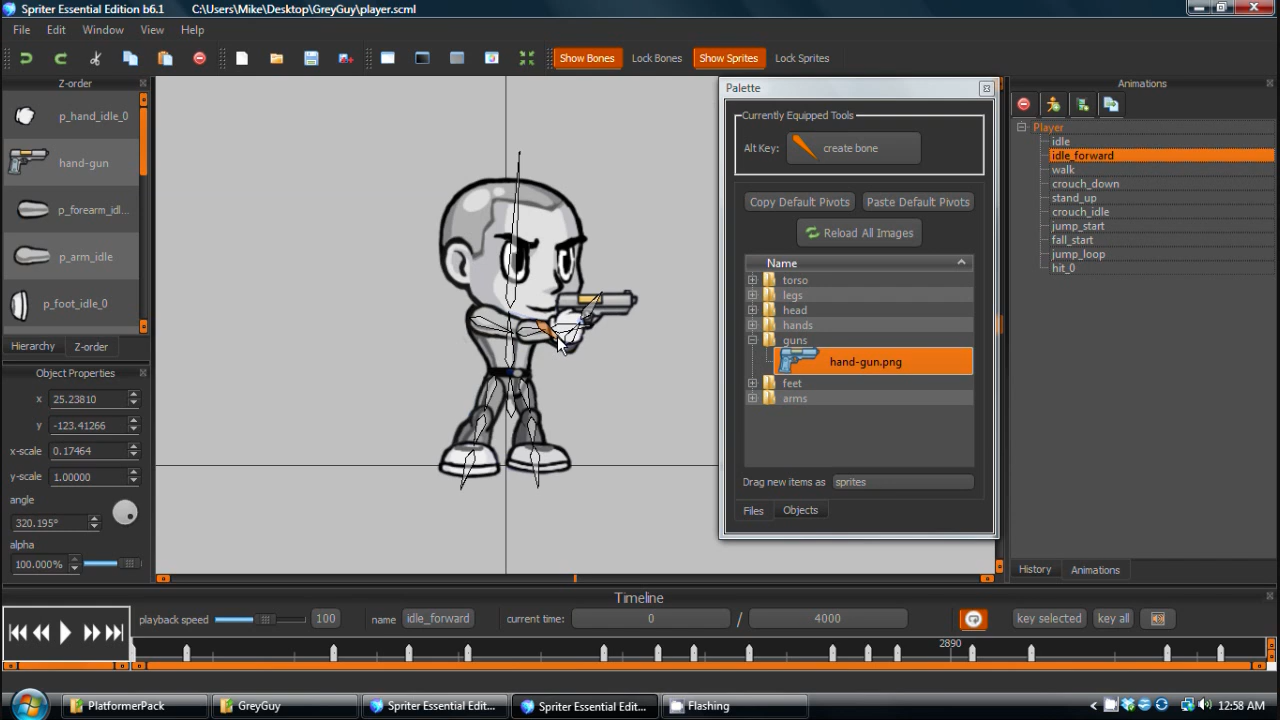 Spriter Essential Edition b6.1 C:\Users\Mike\Desktop\GreyGuy\player.scml
File Edit Window View Help
Show Bones Lock Bones Show Sprites Lock Sprites
Z-order
p_hand_idle_0
hand-gun
p_forearm_idl...
p_arm_idle
p_foot_idle_0
Hierarchy Z-order
Object Properties
x 25.23810
y -123.41266
x-scale 0.17464
y-scale 1.00000
angle
320.195°
alpha
100.000%
Palette
Currently Equipped Tools
Alt Key: create bone
Copy Default Pivots Paste Default Pivots
Reload All Images
Name
torso
legs
head
hands
guns
hand-gun.png
feet
arms
Drag new items as sprites
Files Objects
Animations
Player
idle
idle_forward
walk
crouch_down
stand_up
crouch_idle
jump_start
fall_start
jump_loop
hit_0
History Animations
Timeline
playback speed 100 name idle_forward current time: 0 / 4000 key selected key all
2890
PlatformerPack GreyGuy Spriter Essential Edit... Spriter Essential Edit... Flashing 12:58 AM